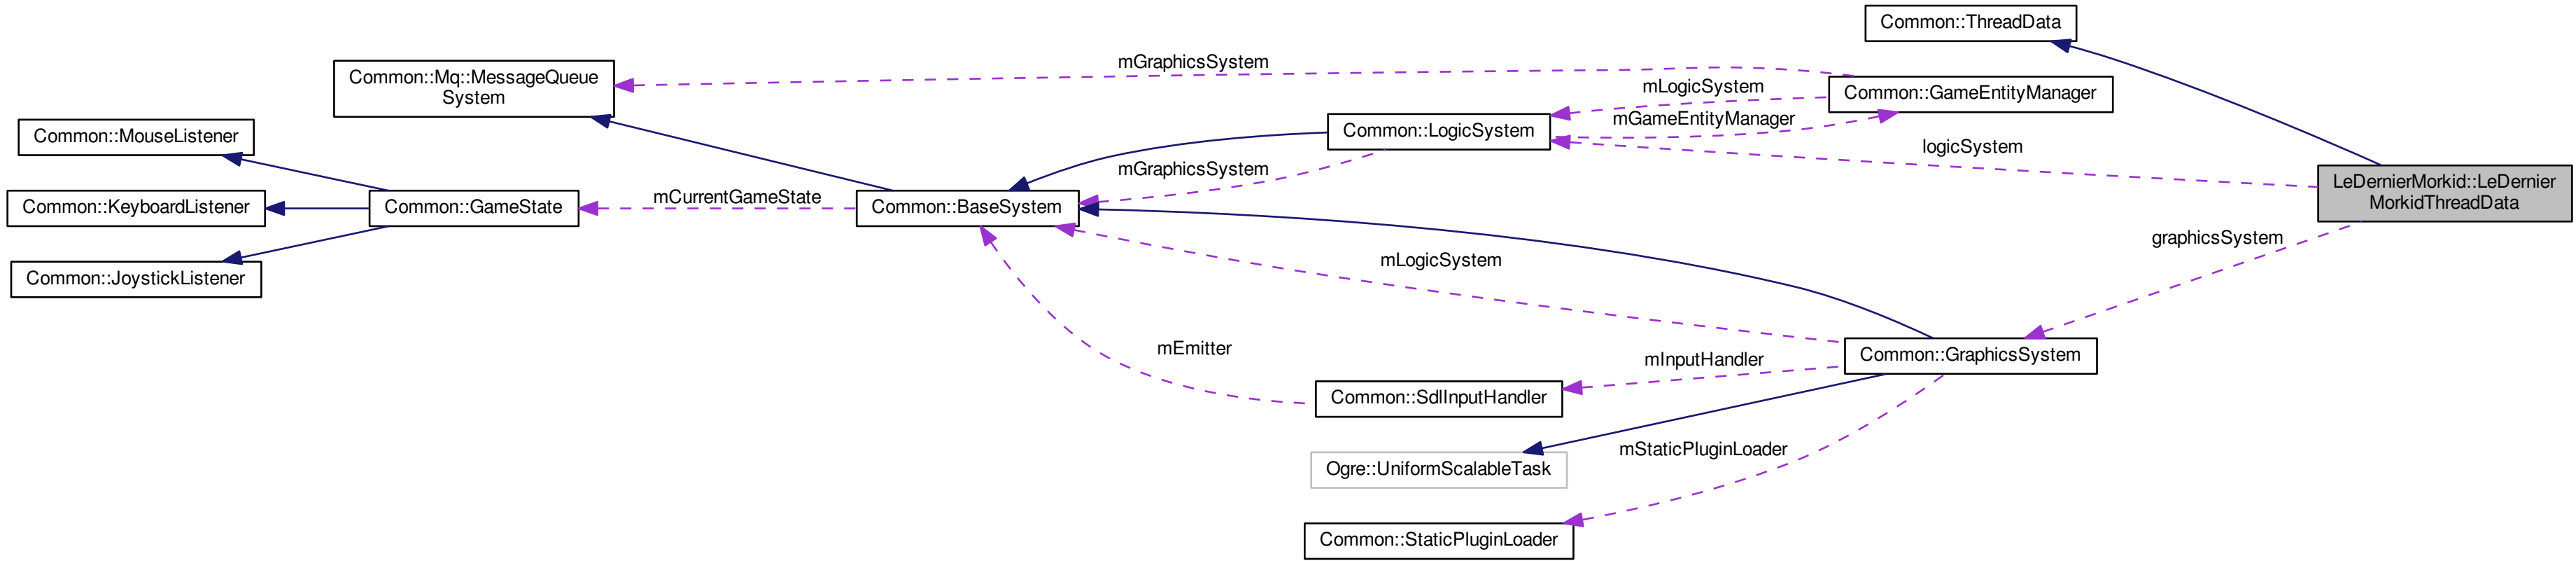 Common::ThreadData
mGraphicsSystem
Common::Mq::MessageQueue
System
mLogicSystem
Common::GameEntityManager
mGameEntityManager
Common::MouseListener
Common::LogicSystem
logicSystem
mGraphicsSystem
LeDernierMorkid::LeDernier
MorkidThreadData
mCurrentGameState
Common::KeyboardListener
Common::GameState
Common::BaseSystem
graphicsSystem
mLogicSystem
Common::JoystickListener
mEmitter
Common::GraphicsSystem
mInputHandler
Common::SdlInputHandler
mStaticPluginLoader
Ogre::UniformScalableTask
Common::StaticPluginLoader